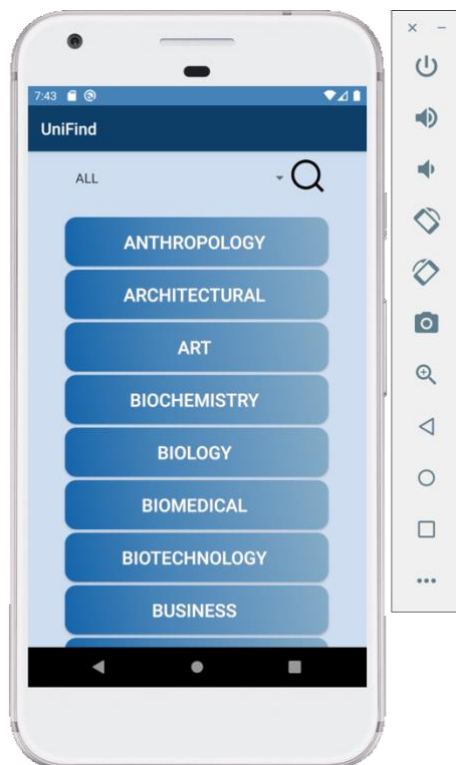 7:43
UniFind
ALL
ANTHROPOLOGY
ARCHITECTURAL
ART
BIOCHEMISTRY
BIOLOGY
BIOMEDICAL
BIOTECHNOLOGY
BUSINESS